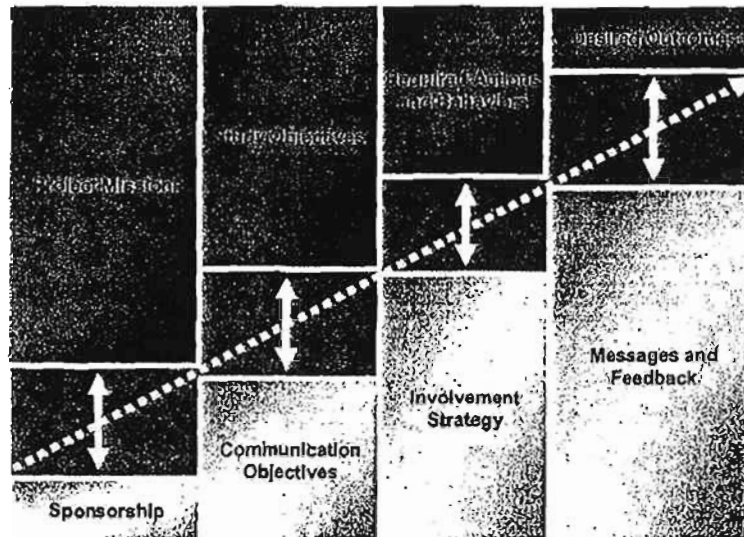 Project Mission
Study Objectives
Required Actions
and Behaviors
Desired Outcomes
Sponsorship
Communication
Objectives
Involvement
Strategy
Messages and
Feedback